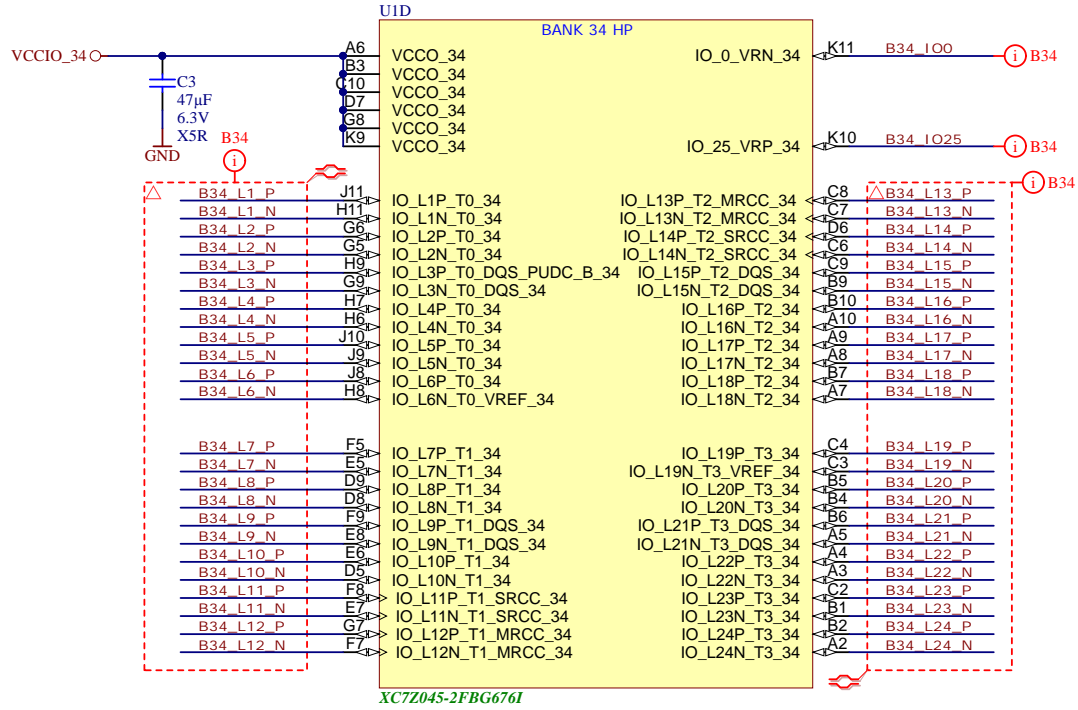 U1D
BANK 34 HP
VCCIO_34
A6 VCCO_34
B3 VCCO_34
C10 VCCO_34
D7 VCCO_34
G8 VCCO_34
K9 VCCO_34
C3
47µF
6.3V
X5R
GND
IO_0_VRN_34 K11 B34_IO0 i B34
IO_25_VRP_34 K10 B34_IO25 i B34
B34
i
i B34
B34_L1_P J11 IO_L1P_T0_34
B34_L1_N H11 IO_L1N_T0_34
B34_L2_P G6 IO_L2P_T0_34
B34_L2_N G5 IO_L2N_T0_34
B34_L3_P H9 IO_L3P_T0_DQS_PUDC_B_34
B34_L3_N G9 IO_L3N_T0_DQS_34
B34_L4_P H7 IO_L4P_T0_34
B34_L4_N H6 IO_L4N_T0_34
B34_L5_P J10 IO_L5P_T0_34
B34_L5_N J9 IO_L5N_T0_34
B34_L6_P J8 IO_L6P_T0_34
B34_L6_N H8 IO_L6N_T0_VREF_34
B34_L7_P F5 IO_L7P_T1_34
B34_L7_N E5 IO_L7N_T1_34
B34_L8_P D9 IO_L8P_T1_34
B34_L8_N D8 IO_L8N_T1_34
B34_L9_P F9 IO_L9P_T1_DQS_34
B34_L9_N E8 IO_L9N_T1_DQS_34
B34_L10_P E6 IO_L10P_T1_34
B34_L10_N D5 IO_L10N_T1_34
B34_L11_P F8 IO_L11P_T1_SRCC_34
B34_L11_N E7 IO_L11N_T1_SRCC_34
B34_L12_P G7 IO_L12P_T1_MRCC_34
B34_L12_N F7 IO_L12N_T1_MRCC_34
IO_L13P_T2_MRCC_34 C8 B34_L13_P
IO_L13N_T2_MRCC_34 C7 B34_L13_N
IO_L14P_T2_SRCC_34 D6 B34_L14_P
IO_L14N_T2_SRCC_34 C6 B34_L14_N
IO_L15P_T2_DQS_34 C9 B34_L15_P
IO_L15N_T2_DQS_34 B9 B34_L15_N
IO_L16P_T2_34 B10 B34_L16_P
IO_L16N_T2_34 A10 B34_L16_N
IO_L17P_T2_34 A9 B34_L17_P
IO_L17N_T2_34 A8 B34_L17_N
IO_L18P_T2_34 B7 B34_L18_P
IO_L18N_T2_34 A7 B34_L18_N
IO_L19P_T3_34 C4 B34_L19_P
IO_L19N_T3_VREF_34 C3 B34_L19_N
IO_L20P_T3_34 B5 B34_L20_P
IO_L20N_T3_34 B4 B34_L20_N
IO_L21P_T3_DQS_34 B6 B34_L21_P
IO_L21N_T3_DQS_34 A5 B34_L21_N
IO_L22P_T3_34 A4 B34_L22_P
IO_L22N_T3_34 A3 B34_L22_N
IO_L23P_T3_34 C2 B34_L23_P
IO_L23N_T3_34 B1 B34_L23_N
IO_L24P_T3_34 B2 B34_L24_P
IO_L24N_T3_34 A2 B34_L24_N
XC7Z045-2FBG676I